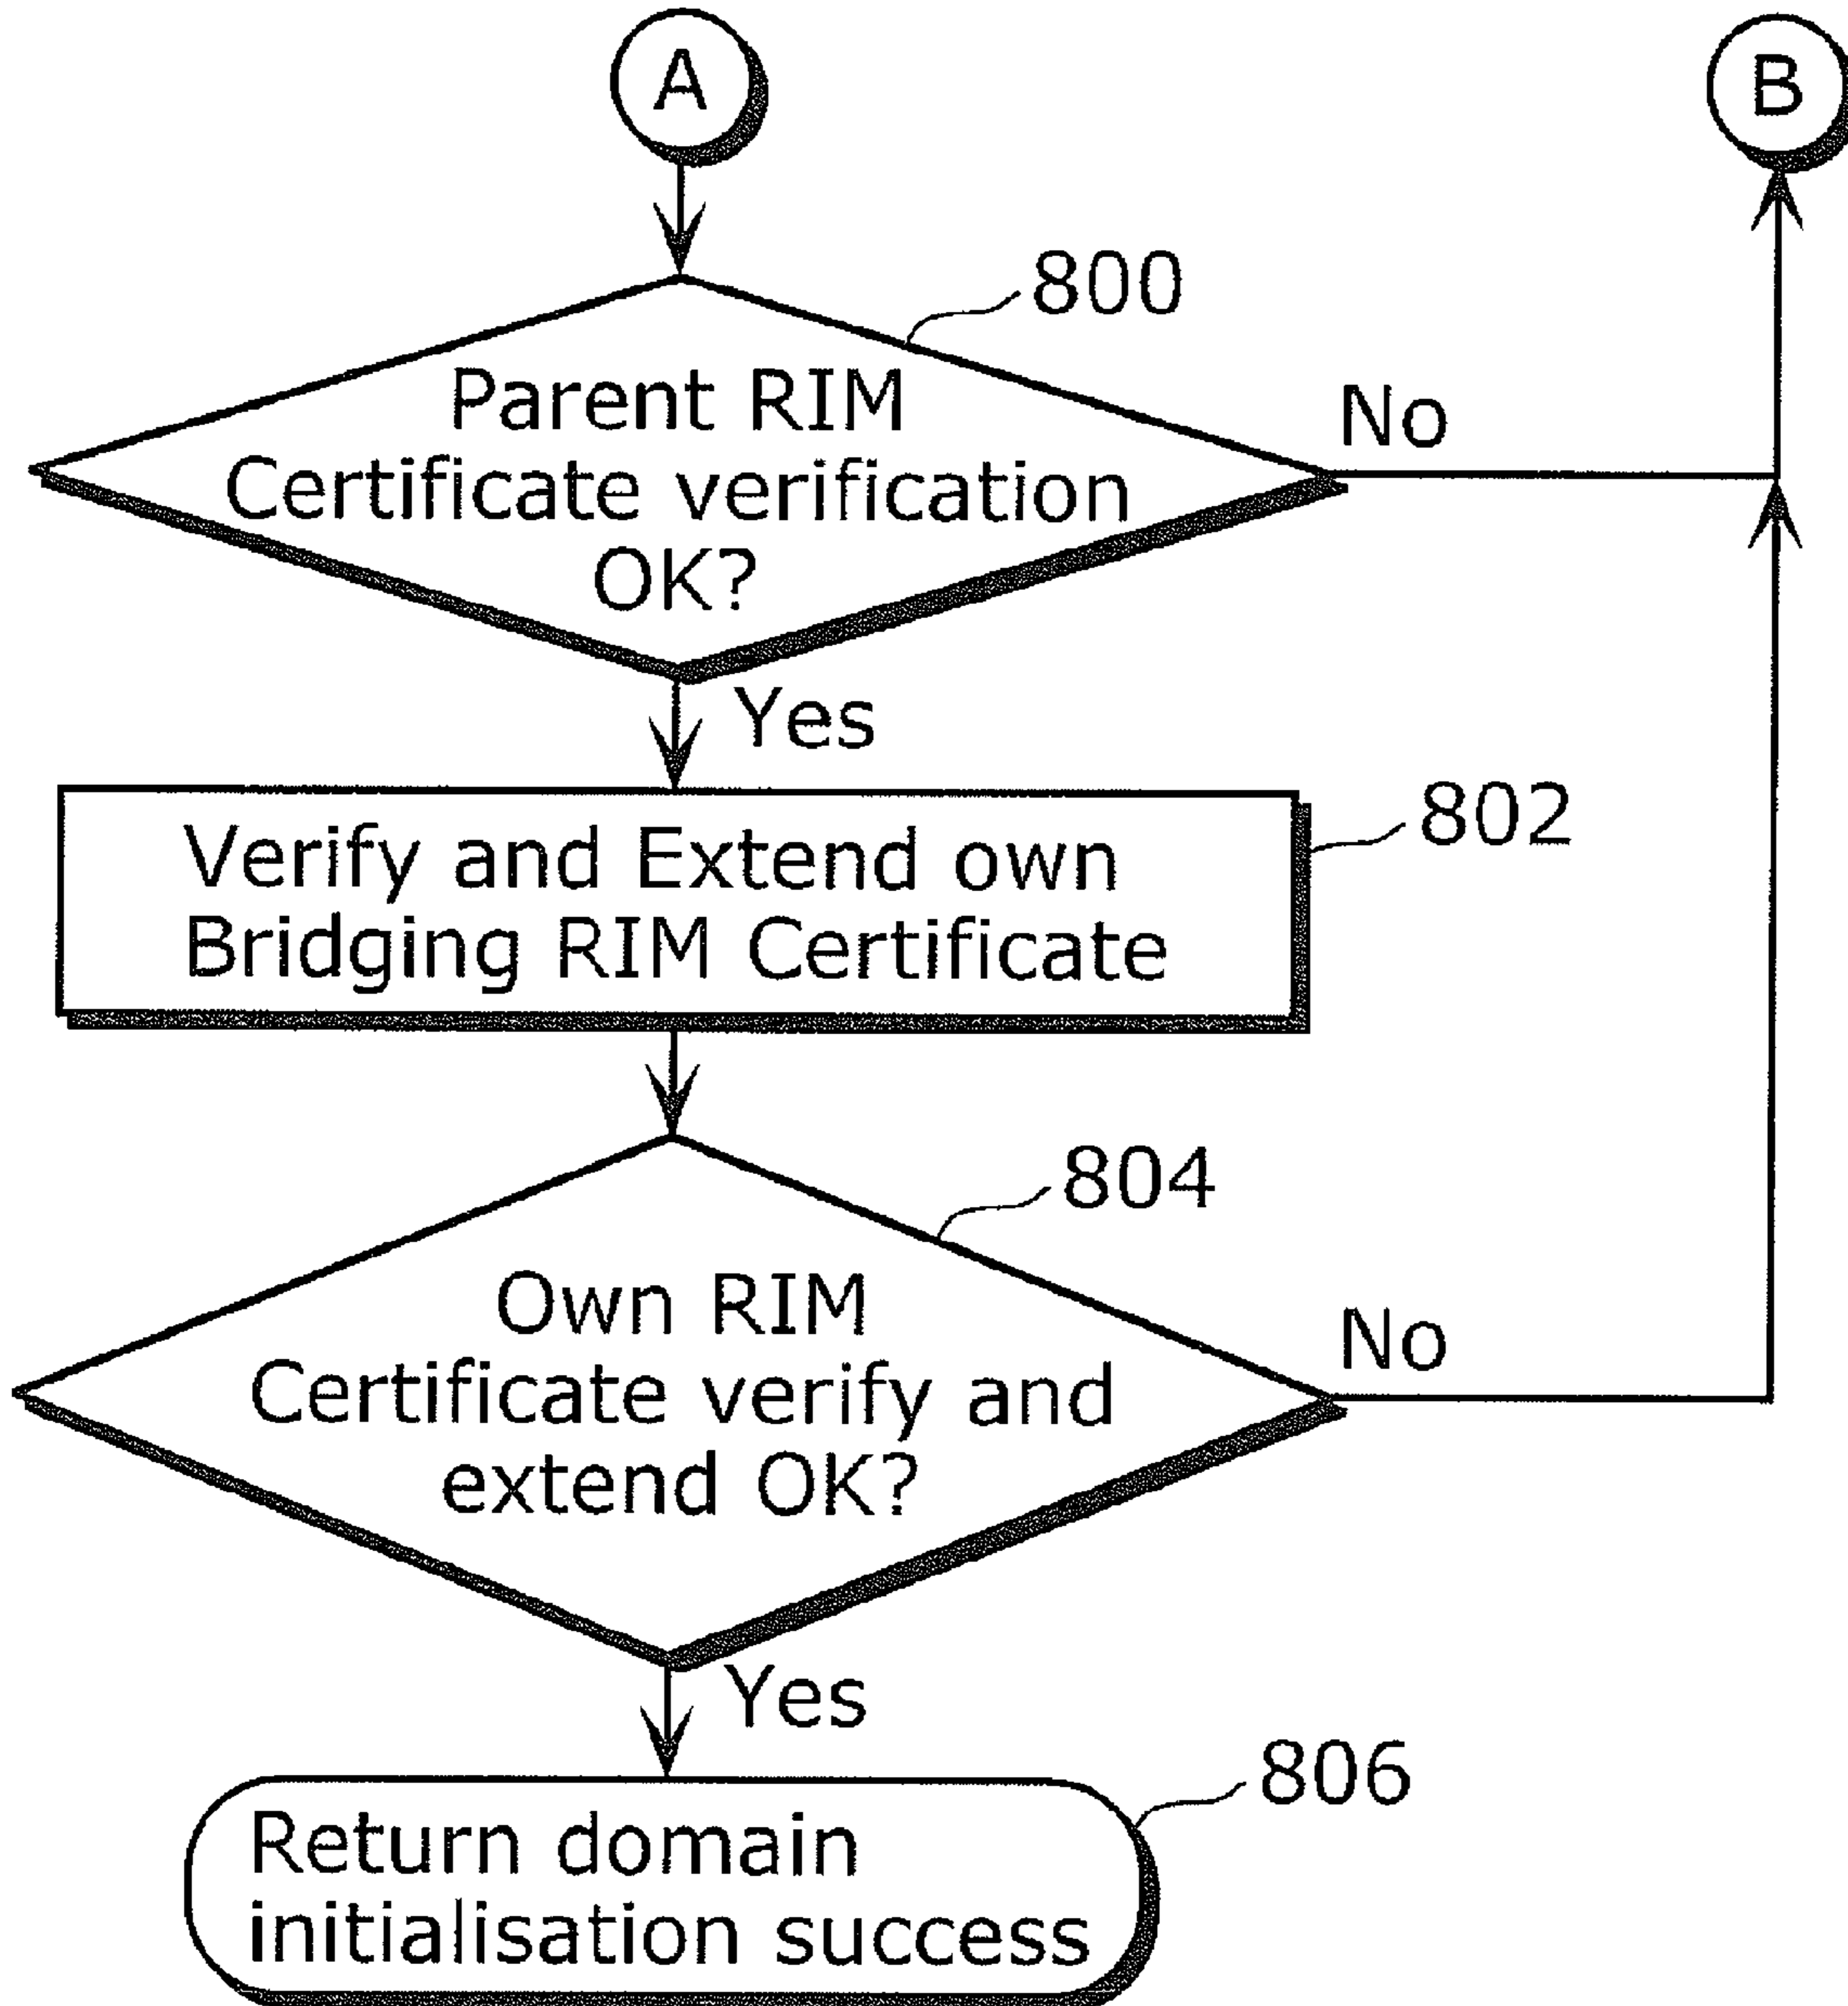 A
B
800
Parent RIM
Certificate verification
OK?
No
Yes
802
Verify and Extend own
Bridging RIM Certificate
804
Own RIM
Certificate verify and
extend OK?
No
Yes
806
Return domain
initialisation success